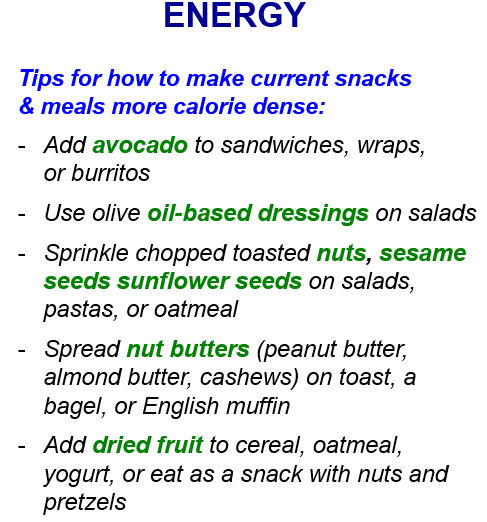 ENERGY
Tips for how to make current snacks
& meals more calorie dense:
- Add avocado to sandwiches, wraps,
or burritos
- Use olive oil-based dressings on salads
- Sprinkle chopped toasted nuts, sesame
seeds sunflower seeds on salads,
pastas, or oatmeal
- Spread nut butters (peanut butter,
almond butter, cashews) on toast, a
bagel, or English muffin
- Add dried fruit to cereal, oatmeal,
yogurt, or eat as a snack with nuts and
pretzels